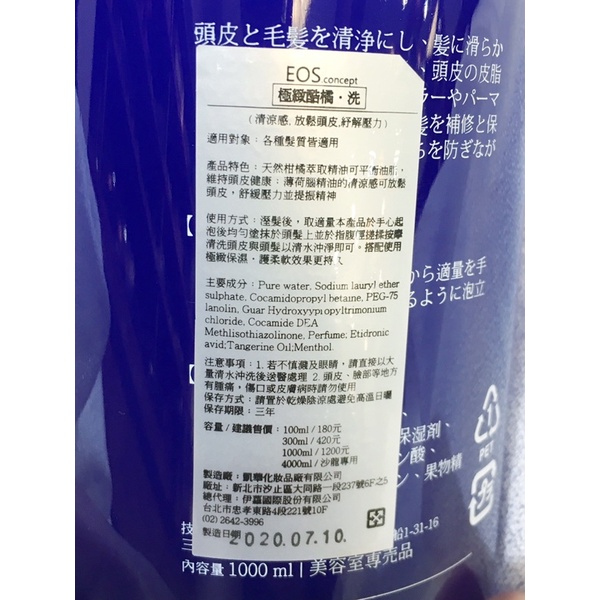 頭皮と毛髪を清浄にし、髪に滑らか
頭皮の皮脂
ラーやパーマ
髪を補修と保
らを防ぎなが
EOS concept
極緻酷橘・洗
(清涼感, 放鬆頭皮,紓解壓力)
適用對象：各種髮質皆適用
產品特色：天然柑橘萃取精油可平衡油脂,
維持頭皮健康；薄荷腦精油的清涼感可放鬆
頭皮，舒緩壓力並提振精神
使用方式：溼髮後，取適量本產品於手心起
泡後均勻塗抹於頭髮上並於指腹徑搓揉按摩
清洗頭皮與頭髮以清水沖淨即可。搭配使用
極緻保濕、護柔軟效果更持久
から適量を手
るように泡立
主要成分：Pure water, Sodium lauryl ether
sulphate, Cocamidopropyl betaine, PEG-75
lanolin, Guar Hydroxyypropyltrimonium
chloride, Cocamide DEA
Methlisothiazolinone, Perfume; Etidronic
avid;Tangerine Oil;Menthol.
注意事項：1. 若不慎濺及眼睛，請直接以大
量清水沖洗後送醫處理 2. 頭皮、臉部等地方
有腫痛，傷口或皮膚病時請勿使用
保存方式：請置於乾燥陰涼處避免高溫日曬
保存期限：三年
容量 / 建議售價：100ml / 180元
300ml / 420元
1000ml / 1200元
4000ml / 沙龍專用
保湿剤、
ン酸、
ン、果物精
PET
製造廠：凱華化妝品廠有限公司
廠址：新北市汐止區大同路一段237號6F之5
總代理：伊嘉國際股份有限公司
台北市忠孝東路4段221號10F
(02) 2642-3996
製造日期：2020.07.10.
船1-31-16
内容量 1000 ml | 美容室専売品